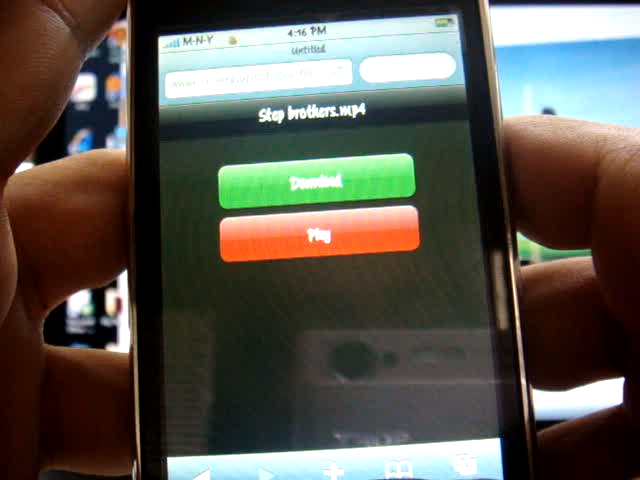 M-N-Y 4:16 PM
Untitled
Step brothers.mp4
Download
Play